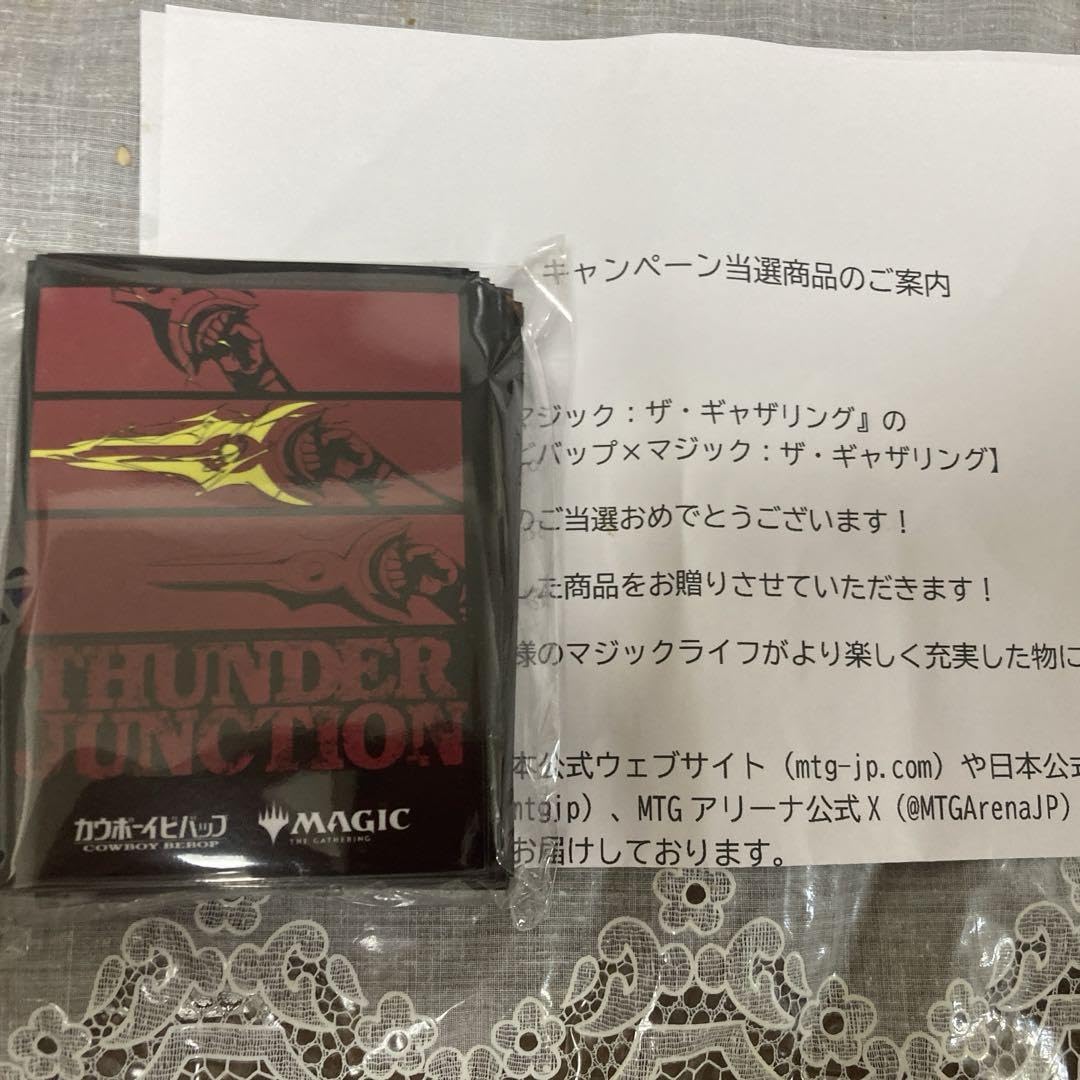 キャンペーン当選商品のご案内
マジック：ザ・ギャザリング』の
バップ×マジック：ザ・ギャザリング】
のご当選おめでとうございます！
した商品をお贈りさせていただきます！
様のマジックライフがより楽しく充実した物に
本公式ウェブサイト（mtg-jp.com）や日本公式
mtgjp）、MTG アリーナ公式 X（@MTGArenaJP）
お届けしております。
THUNDER
JUNCTION
カウボーイビバップ
COWBOY BEBOP
MAGIC
THE GATHERING